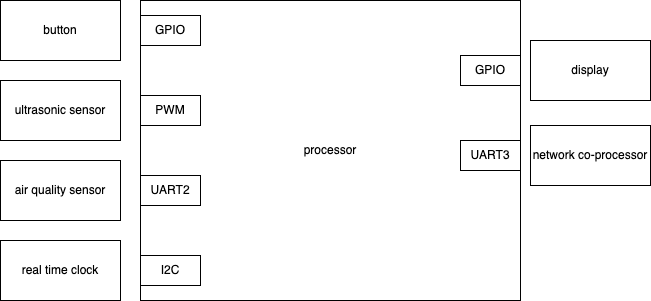 button
GPIO
GPIO
display
ultrasonic sensor
PWM
processor
UART3
network co-processor
air quality sensor
UART2
real time clock
I2C